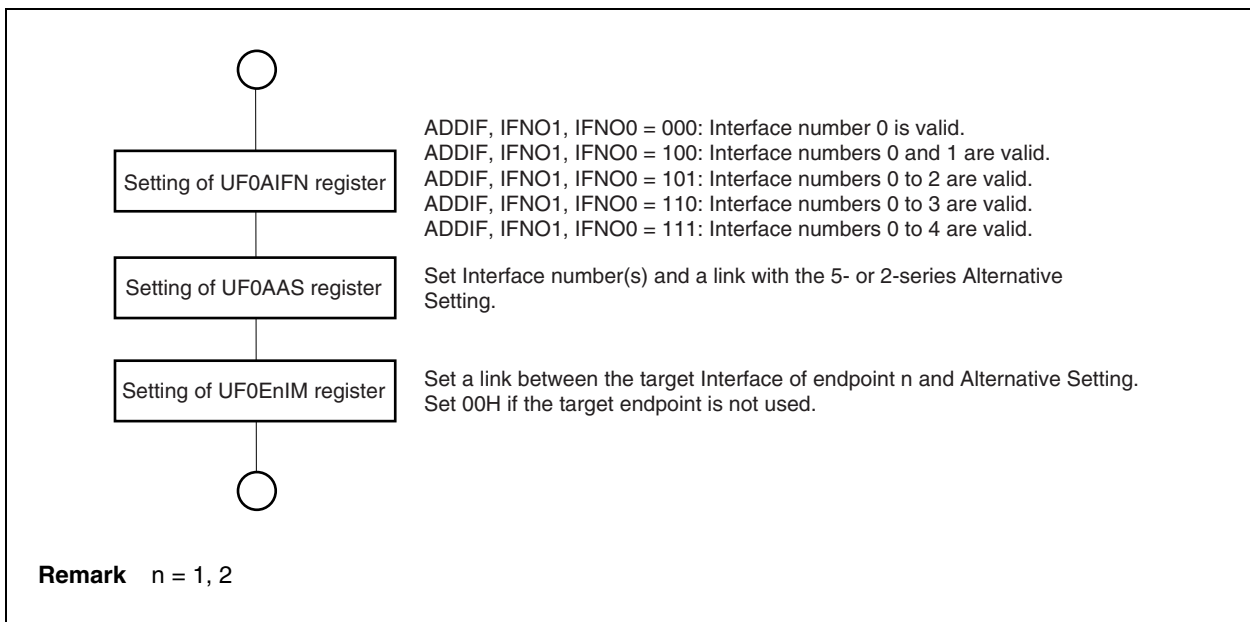 ADDIF, IFNO1, IFNO0 = 000: Interface number 0 is valid.
ADDIF, IFNO1, IFNO0 = 100: Interface numbers 0 and 1 are valid.
Setting of UF0AIFN register
ADDIF, IFNO1, IFNO0 = 101: Interface numbers 0 to 2 are valid.
ADDIF, IFNO1, IFNO0 = 110: Interface numbers 0 to 3 are valid.
ADDIF, IFNO1, IFNO0 = 111: Interface numbers 0 to 4 are valid.
Setting of UF0AAS register
Set Interface number(s) and a link with the 5- or 2-series Alternative
Setting.
Setting of UF0EnIM register
Set a link between the target Interface of endpoint n and Alternative Setting.
Set 00H if the target endpoint is not used.
Remark n = 1, 2